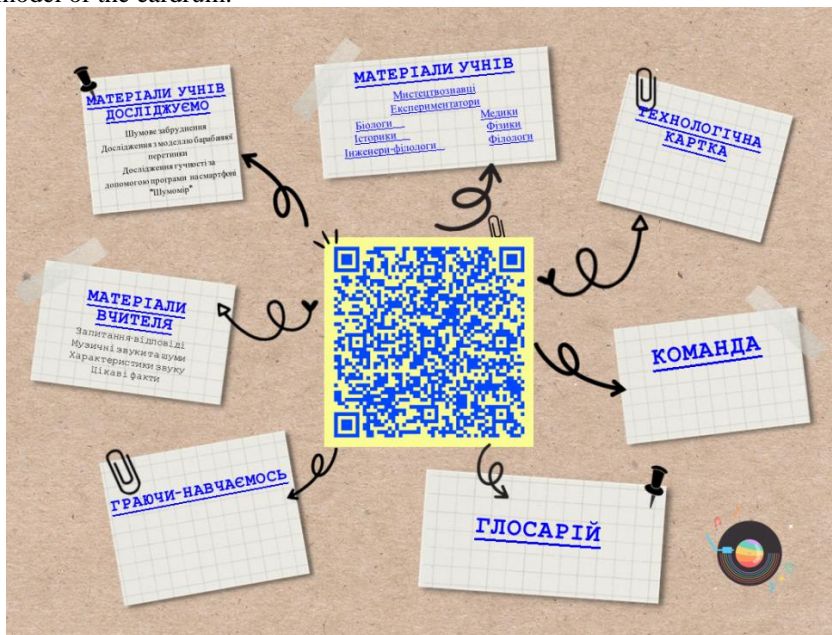 model of the eardrum.
МАТЕРІАЛИ УЧНІВ
ДОСЛІДЖУЄМО
Шумове забруднення
Дослідження з моделлю барабанної
перетинки
Дослідження гучності за
допомогою програми на смартфоні
"Шумомір"
МАТЕРІАЛИ УЧНІВ
Мистецтвознавці
Експериментатори
Біологи
Історики
Інженери-філологи
Медики
Фізики
Філологи
ТЕХНОЛОГІЧНА
КАРТКА
МАТЕРІАЛИ
ВЧИТЕЛЯ
Запитання-відповіді
Музичні звуки та шуми
Характеристики звуку
Цікаві факти
КОМАНДА
ГРАЮЧИ-НАВЧАЄМОСЬ
ГЛОСАРІЙ